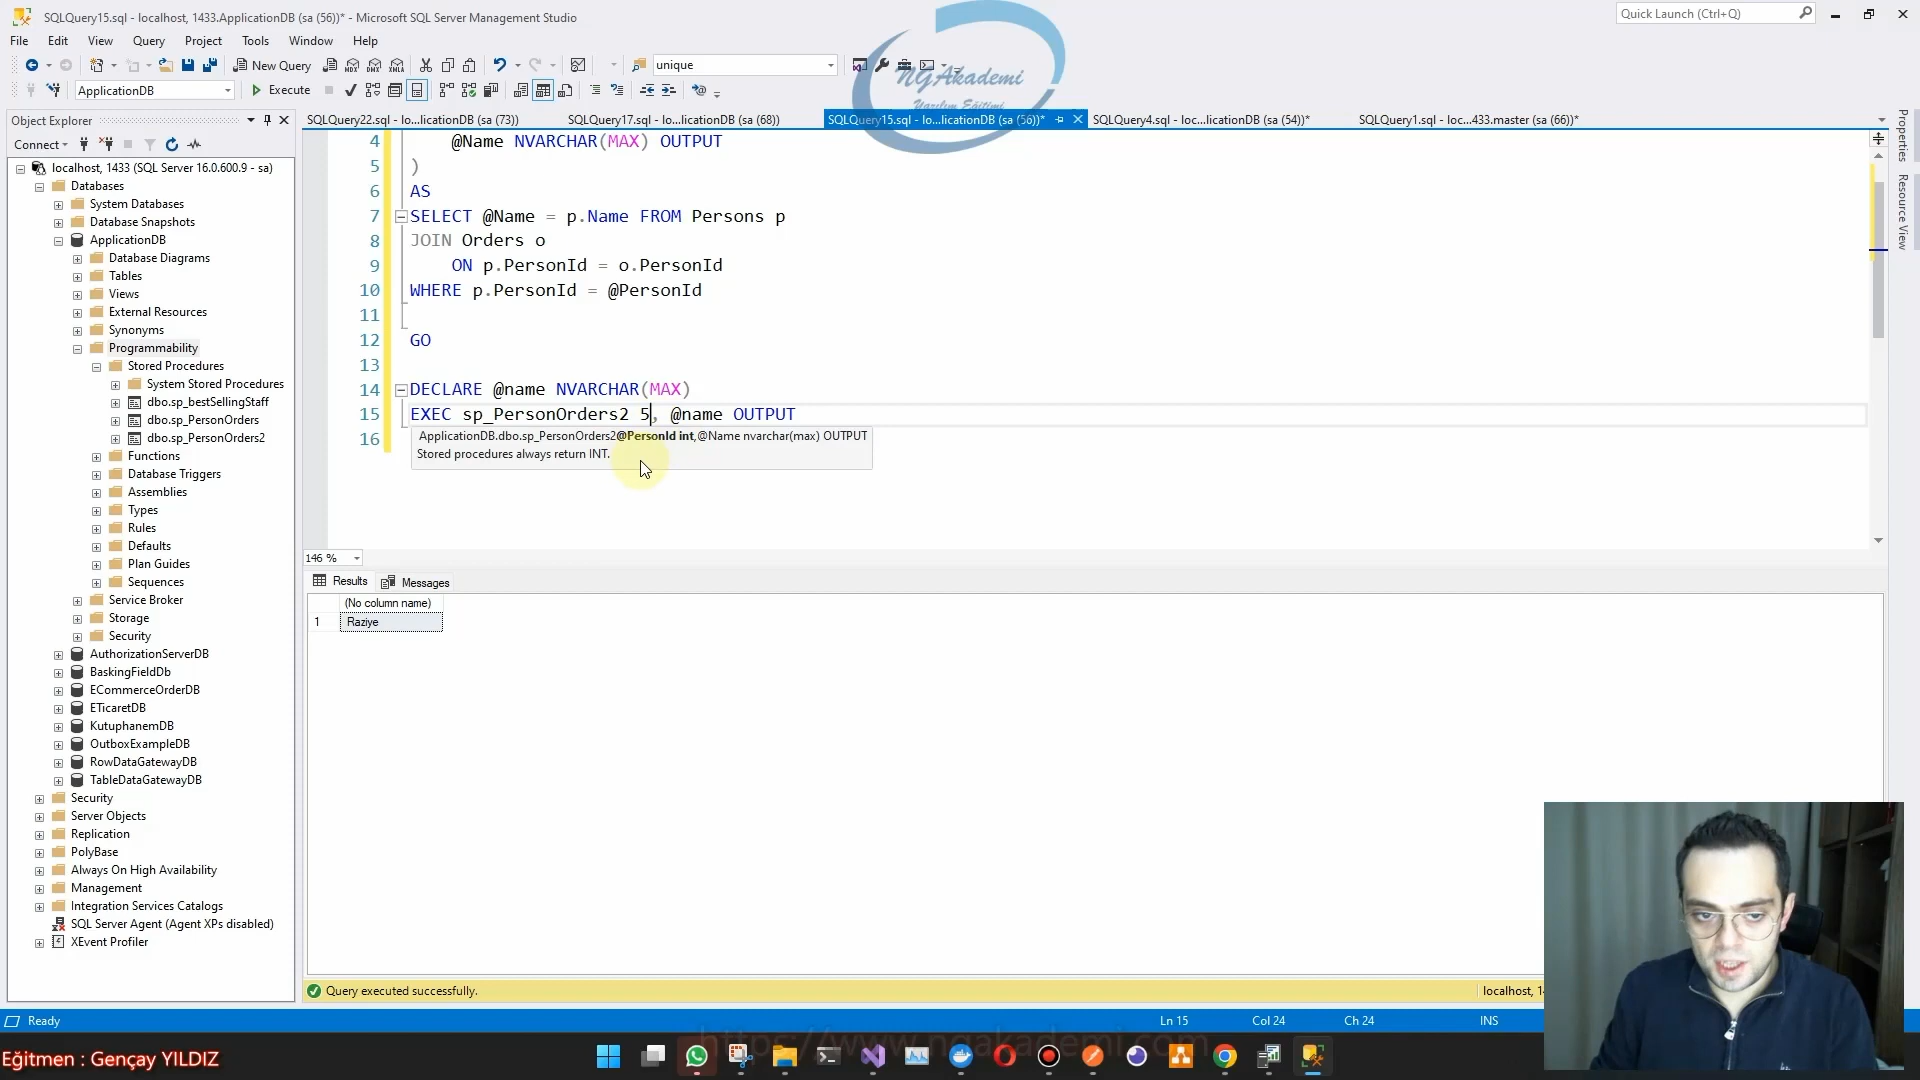 SQLQuery15.sql - localhost, 1433.ApplicationDB (sa (56))* - Microsoft SQL Server Management Studio
Quick Launch (Ctrl+Q)
File Edit View Query Project Tools Window Help
New Query
unique
ApplicationDB
Execute
NGAkademi
Yazılım Eğitimi
Object Explorer
SQLQuery22.sql - lo...licationDB (sa (73))
SQLQuery17.sql - lo...licationDB (sa (68))
SQLQuery15.sql - lo...licationDB (sa (56))*
SQLQuery4.sql - loc...licationDB (sa (54))*
SQLQuery1.sql - loc...433.master (sa (66))*
Properties
Resource View
Connect
localhost, 1433 (SQL Server 16.0.600.9 - sa)
Databases
System Databases
Database Snapshots
ApplicationDB
Database Diagrams
Tables
Views
External Resources
Synonyms
Programmability
Stored Procedures
System Stored Procedures
dbo.sp_bestSellingStaff
dbo.sp_PersonOrders
dbo.sp_PersonOrders2
Functions
Database Triggers
Assemblies
Types
Rules
Defaults
Plan Guides
Sequences
Service Broker
Storage
Security
AuthorizationServerDB
BaskingFieldDb
ECommerceOrderDB
ETicaretDB
KutuphanemDB
OutboxExampleDB
RowDataGatewayDB
TableDataGatewayDB
Security
Server Objects
Replication
PolyBase
Always On High Availability
Management
Integration Services Catalogs
SQL Server Agent (Agent XPs disabled)
XEvent Profiler
4 @Name NVARCHAR(MAX) OUTPUT
5 )
6 AS
7 SELECT @Name = p.Name FROM Persons p
8 JOIN Orders o
9 ON p.PersonId = o.PersonId
10 WHERE p.PersonId = @PersonId
11
12 GO
13
14 DECLARE @name NVARCHAR(MAX)
15 EXEC sp_PersonOrders2 5, @name OUTPUT
16
ApplicationDB.dbo.sp_PersonOrders2@PersonId int,@Name nvarchar(max) OUTPUT
Stored procedures always return INT.
146 %
Results Messages
(No column name)
1 Raziye
Query executed successfully.
localhost, 1
Ready
Ln 15 Col 24 Ch 24 INS
Eğitmen : Gençay YILDIZ